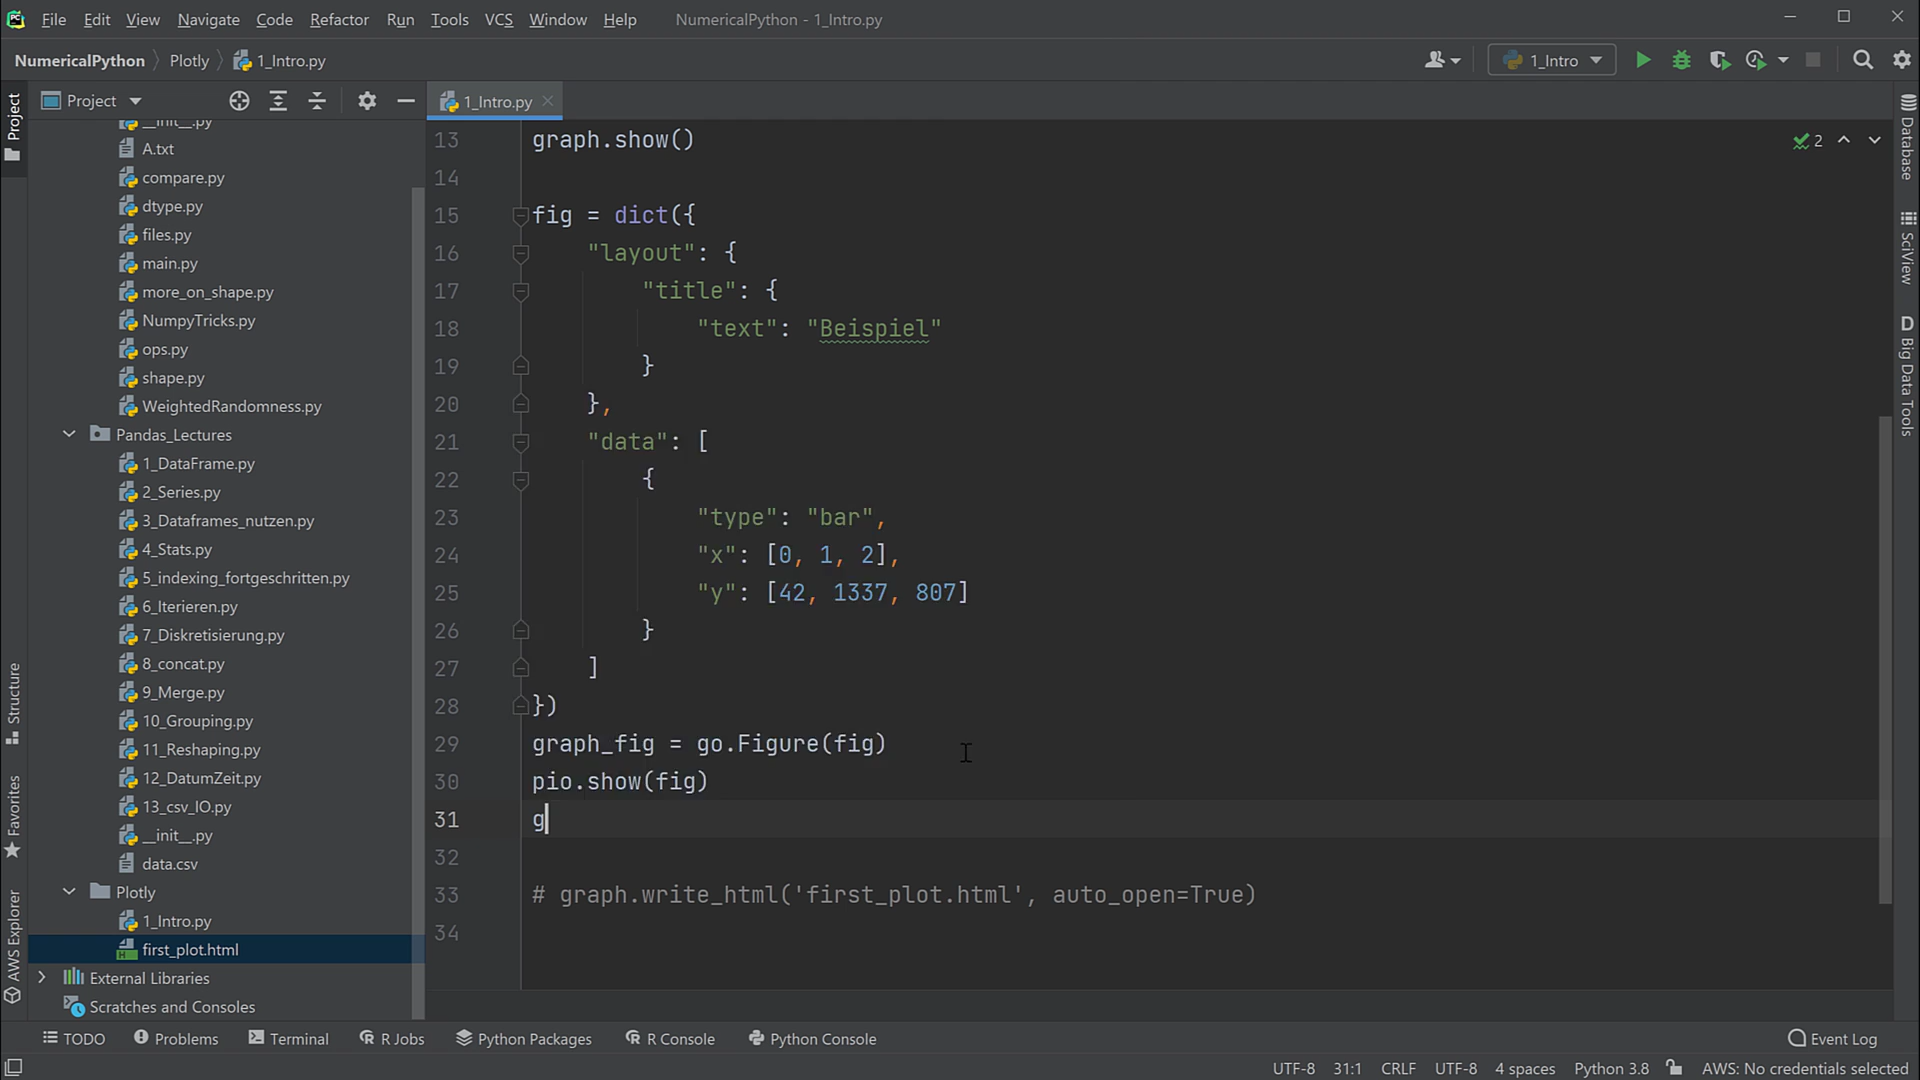 File Edit View Navigate Code Refactor Run Tools VCS Window Help NumericalPython - 1_Intro.py
NumericalPython Plotly 1_Intro.py 1_Intro
Project
1_Intro.py
__init__.py
A.txt
compare.py
dtype.py
files.py
main.py
more_on_shape.py
NumpyTricks.py
ops.py
shape.py
WeightedRandomness.py
Pandas_Lectures
1_DataFrame.py
2_Series.py
3_Dataframes_nutzen.py
4_Stats.py
5_indexing_fortgeschritten.py
6_Iterieren.py
7_Diskretisierung.py
8_concat.py
9_Merge.py
10_Grouping.py
11_Reshaping.py
12_DatumZeit.py
13_csv_IO.py
__init__.py
data.csv
Plotly
1_Intro.py
first_plot.html
External Libraries
Scratches and Consoles
13 graph.show()
14
15 fig = dict({
16 "layout": {
17 "title": {
18 "text": "Beispiel"
19 }
20 },
21 "data": [
22 {
23 "type": "bar",
24 "x": [0, 1, 2],
25 "y": [42, 1337, 807]
26 }
27 ]
28 })
29 graph_fig = go.Figure(fig)
30 pio.show(fig)
31 g
32
33 # graph.write_html('first_plot.html', auto_open=True)
34
2
Project
Structure
Favorites
AWS Explorer
Database
SciView
D Big Data Tools
TODO Problems Terminal R Jobs Python Packages R Console Python Console Event Log
UTF-8 31:1 CRLF UTF-8 4 spaces Python 3.8 AWS: No credentials selected